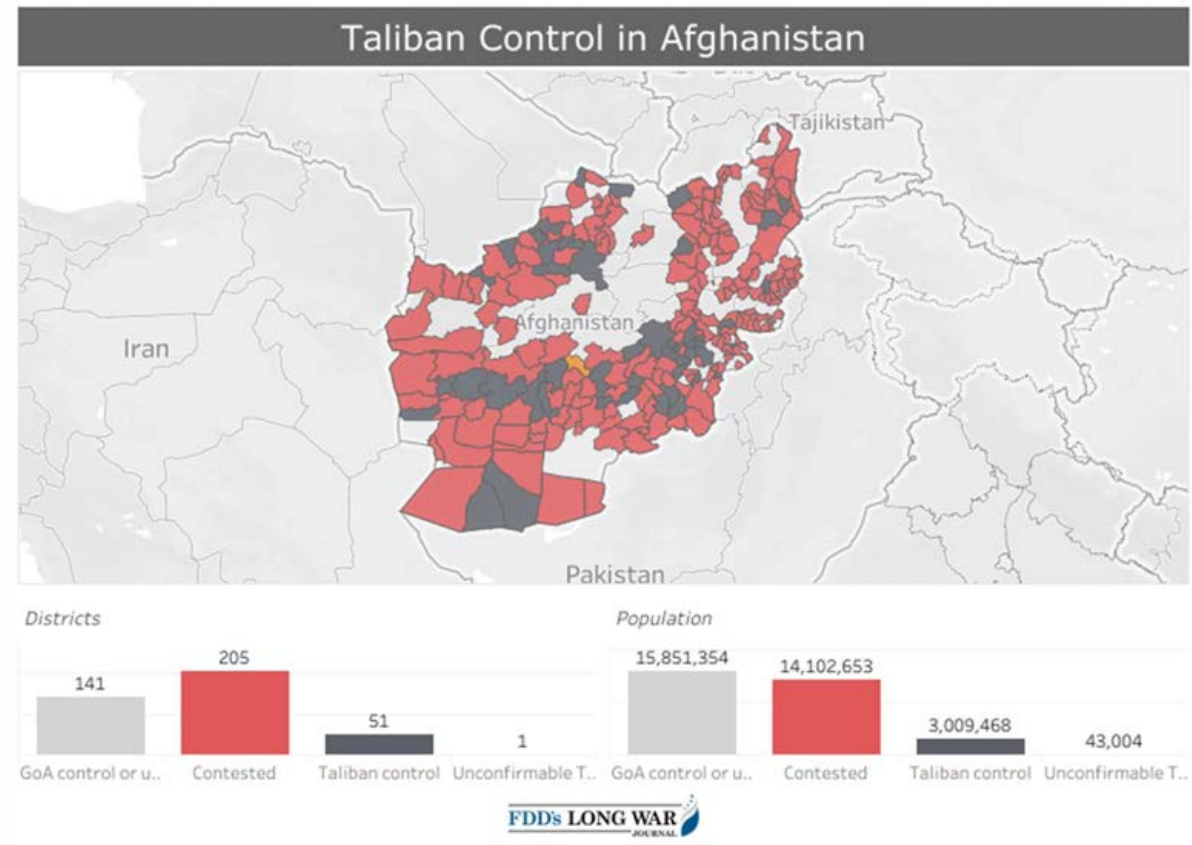 Taliban Control in Afghanistan
Tajikistan
Afghanistan
Iran
Pakistan
Districts
141
205
51
1
GoA control or u..
Contested
Taliban control
Unconfirmable T..
Population
15,851,354
14,102,653
3,009,468
43,004
GoA control or u..
Contested
Taliban control
Unconfirmable T..
FDD's LONG WAR
JOURNAL